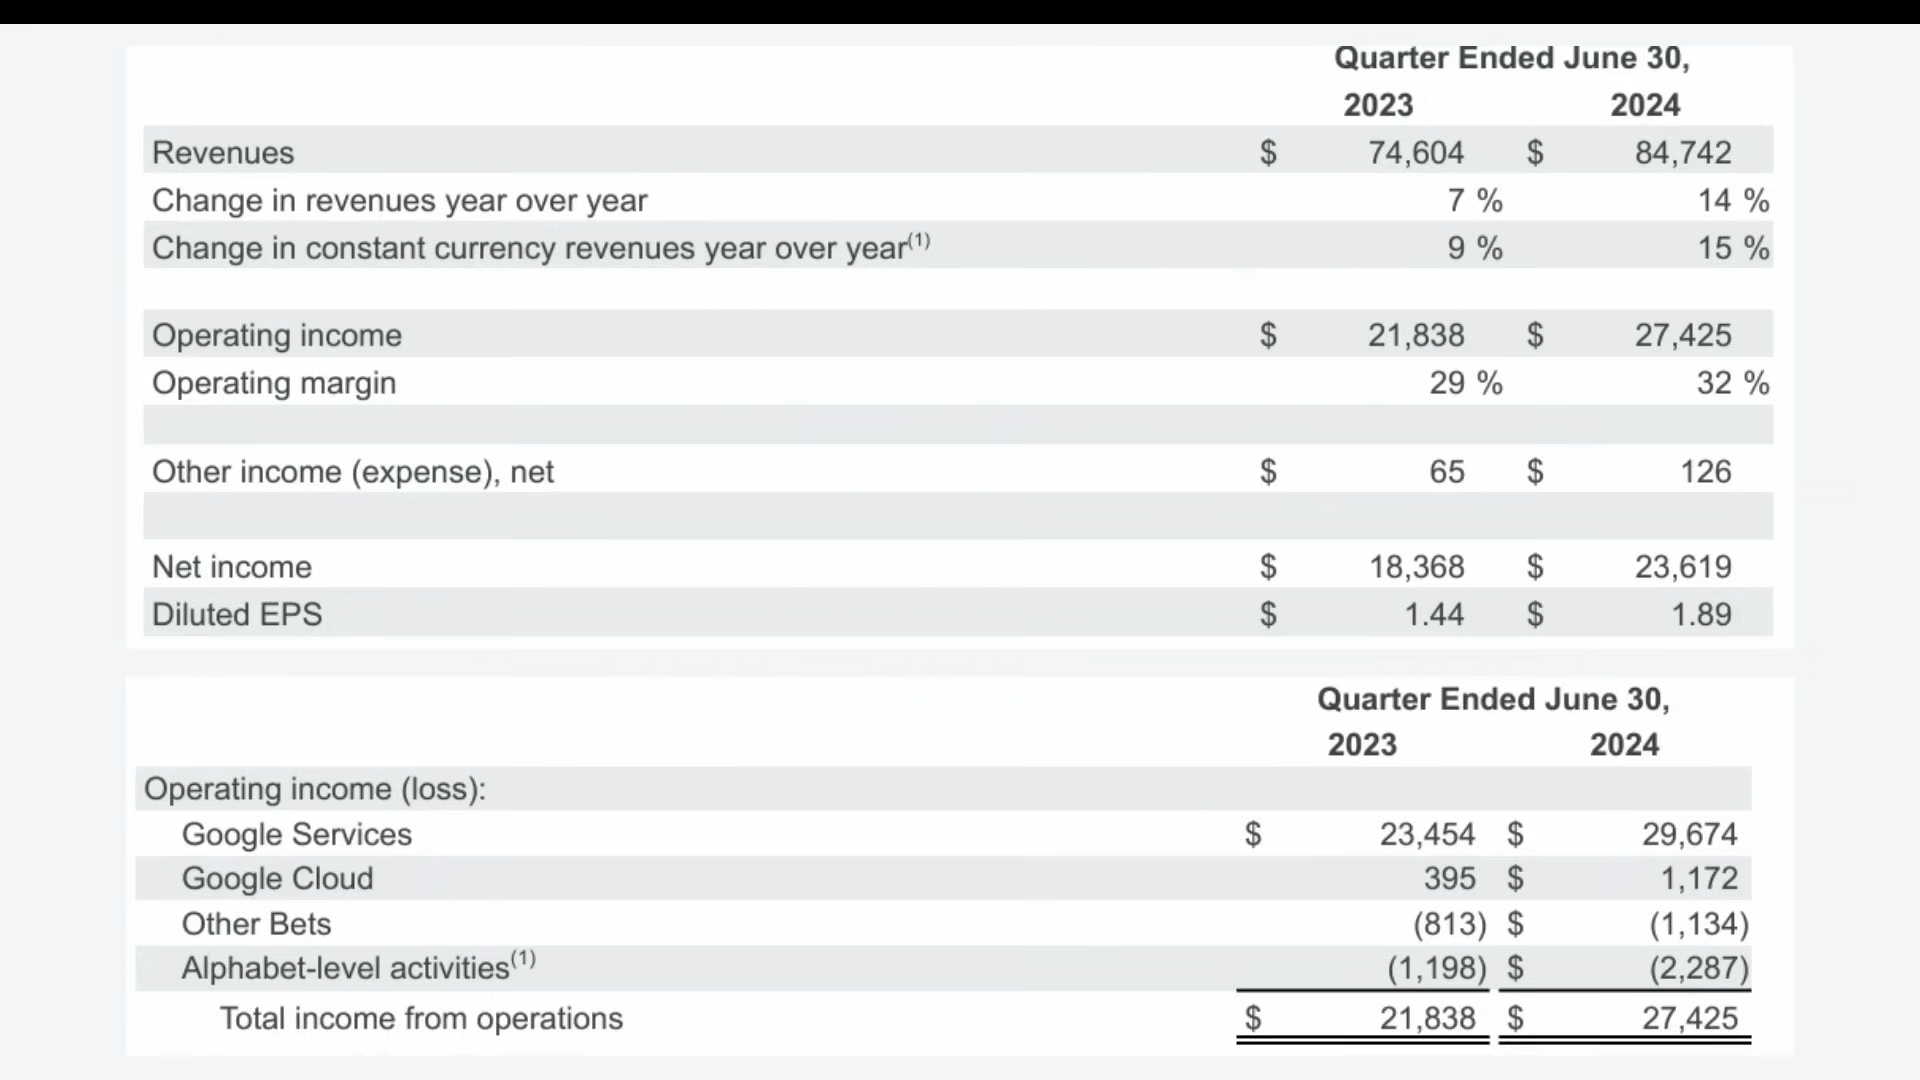 Quarter Ended June 30,
2023 2024
Revenues $ 74,604 $ 84,742
Change in revenues year over year 7 % 14 %
Change in constant currency revenues year over year(1) 9 % 15 %
Operating income $ 21,838 $ 27,425
Operating margin 29 % 32 %
Other income (expense), net $ 65 $ 126
Net income $ 18,368 $ 23,619
Diluted EPS $ 1.44 $ 1.89
Quarter Ended June 30,
2023 2024
Operating income (loss):
Google Services $ 23,454 $ 29,674
Google Cloud 395 $ 1,172
Other Bets (813) $ (1,134)
Alphabet-level activities(1) (1,198) $ (2,287)
Total income from operations $ 21,838 $ 27,425